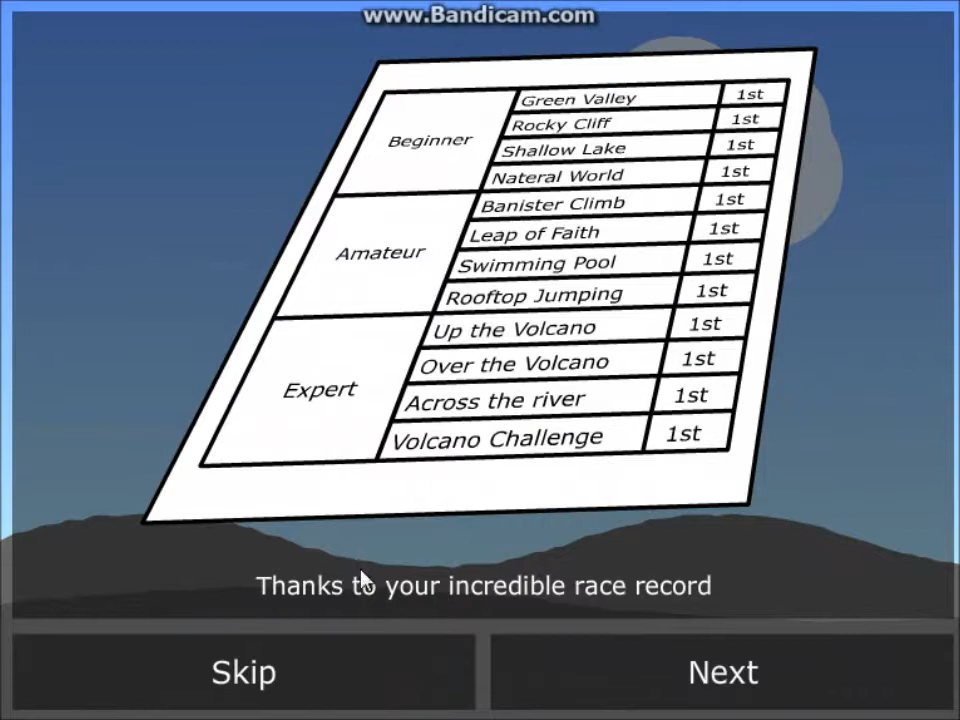 www.Bandicam.com
Beginner
Green Valley 1st
Rocky Cliff 1st
Shallow Lake 1st
Nateral World 1st
Amateur
Banister Climb 1st
Leap of Faith 1st
Swimming Pool 1st
Rooftop Jumping 1st
Expert
Up the Volcano 1st
Over the Volcano 1st
Across the river 1st
Volcano Challenge 1st
Thanks to your incredible race record
Skip
Next